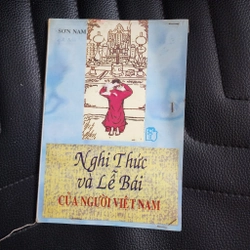 SƠN NAM
Nghi Thức
và Lễ Bái
CỦA NGƯỜI VIỆT NAM